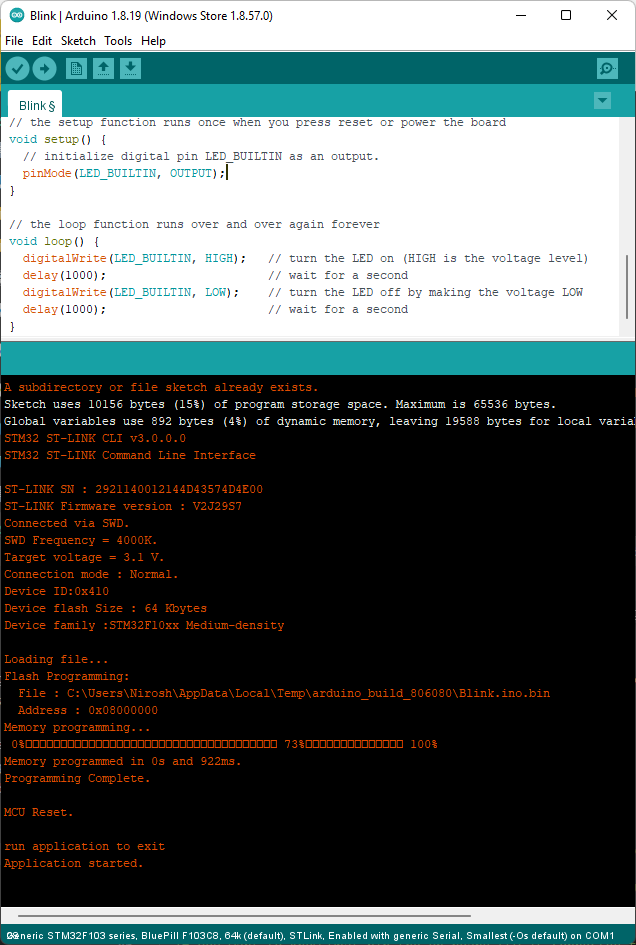 Blink | Arduino 1.8.19 (Windows Store 1.8.57.0)
File Edit Sketch Tools Help
Blink §
// the setup function runs once when you press reset or power the board
void setup() {
  // initialize digital pin LED_BUILTIN as an output.
  pinMode(LED_BUILTIN, OUTPUT);
}
// the loop function runs over and over again forever
void loop() {
  digitalWrite(LED_BUILTIN, HIGH);   // turn the LED on (HIGH is the voltage level)
  delay(1000);                       // wait for a second
  digitalWrite(LED_BUILTIN, LOW);    // turn the LED off by making the voltage LOW
  delay(1000);                       // wait for a second
}
A subdirectory or file sketch already exists.
Sketch uses 10156 bytes (15%) of program storage space. Maximum is 65536 bytes.
Global variables use 892 bytes (4%) of dynamic memory, leaving 19588 bytes for local varia
STM32 ST-LINK CLI v3.0.0.0
STM32 ST-LINK Command Line Interface
ST-LINK SN : 2921140012144D43574D4E00
ST-LINK Firmware version : V2J29S7
Connected via SWD.
SWD Frequency = 4000K.
Target voltage = 3.1 V.
Connection mode : Normal.
Device ID:0x410
Device flash Size : 64 Kbytes
Device family :STM32F10xx Medium-density
Loading file...
Flash Programming:
  File : C:\Users\Nirosh\AppData\Local\Temp\arduino_build_806080\Blink.ino.bin
  Address : 0x08000000
Memory programming...
 0% 73% 100%
Memory programmed in 0s and 922ms.
Programming Complete.
MCU Reset.
run application to exit
Application started.
STM32F103 series, BluePill F103C8, 64k (default), STLink, Enabled with generic Serial, Smallest (-Os default) on COM1